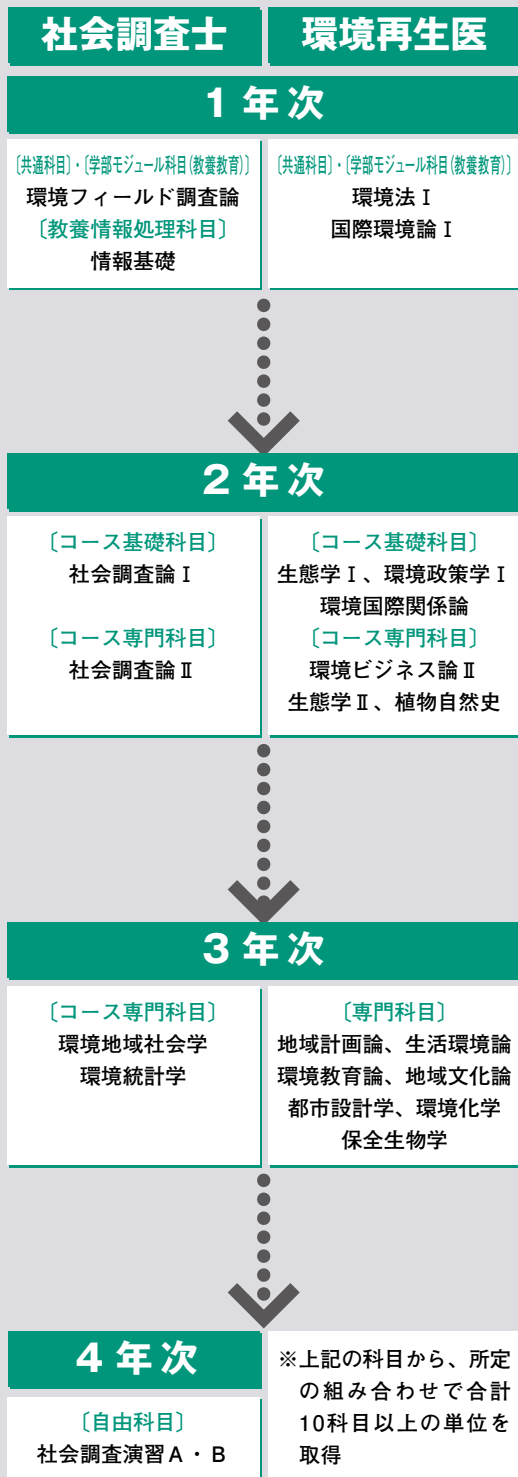 社会調査士
環境再生医
1年次
〔共通科目〕・〔学部モジュール科目(教養教育)〕
環境フィールド調査論
〔教養情報処理科目〕
情報基礎
〔共通科目〕・〔学部モジュール科目(教養教育)〕
環境法Ⅰ
国際環境論Ⅰ
2年次
〔コース基礎科目〕
社会調査論Ⅰ
〔コース専門科目〕
社会調査論Ⅱ
〔コース基礎科目〕
生態学Ⅰ、環境政策学Ⅰ
環境国際関係論
〔コース専門科目〕
環境ビジネス論Ⅱ
生態学Ⅱ、植物自然史
3年次
〔コース専門科目〕
環境地域社会学
環境統計学
〔専門科目〕
地域計画論、生活環境論
環境教育論、地域文化論
都市設計学、環境化学
保全生物学
4年次
〔自由科目〕
社会調査演習A・B
※上記の科目から、所定
の組み合わせで合計
10科目以上の単位を
取得